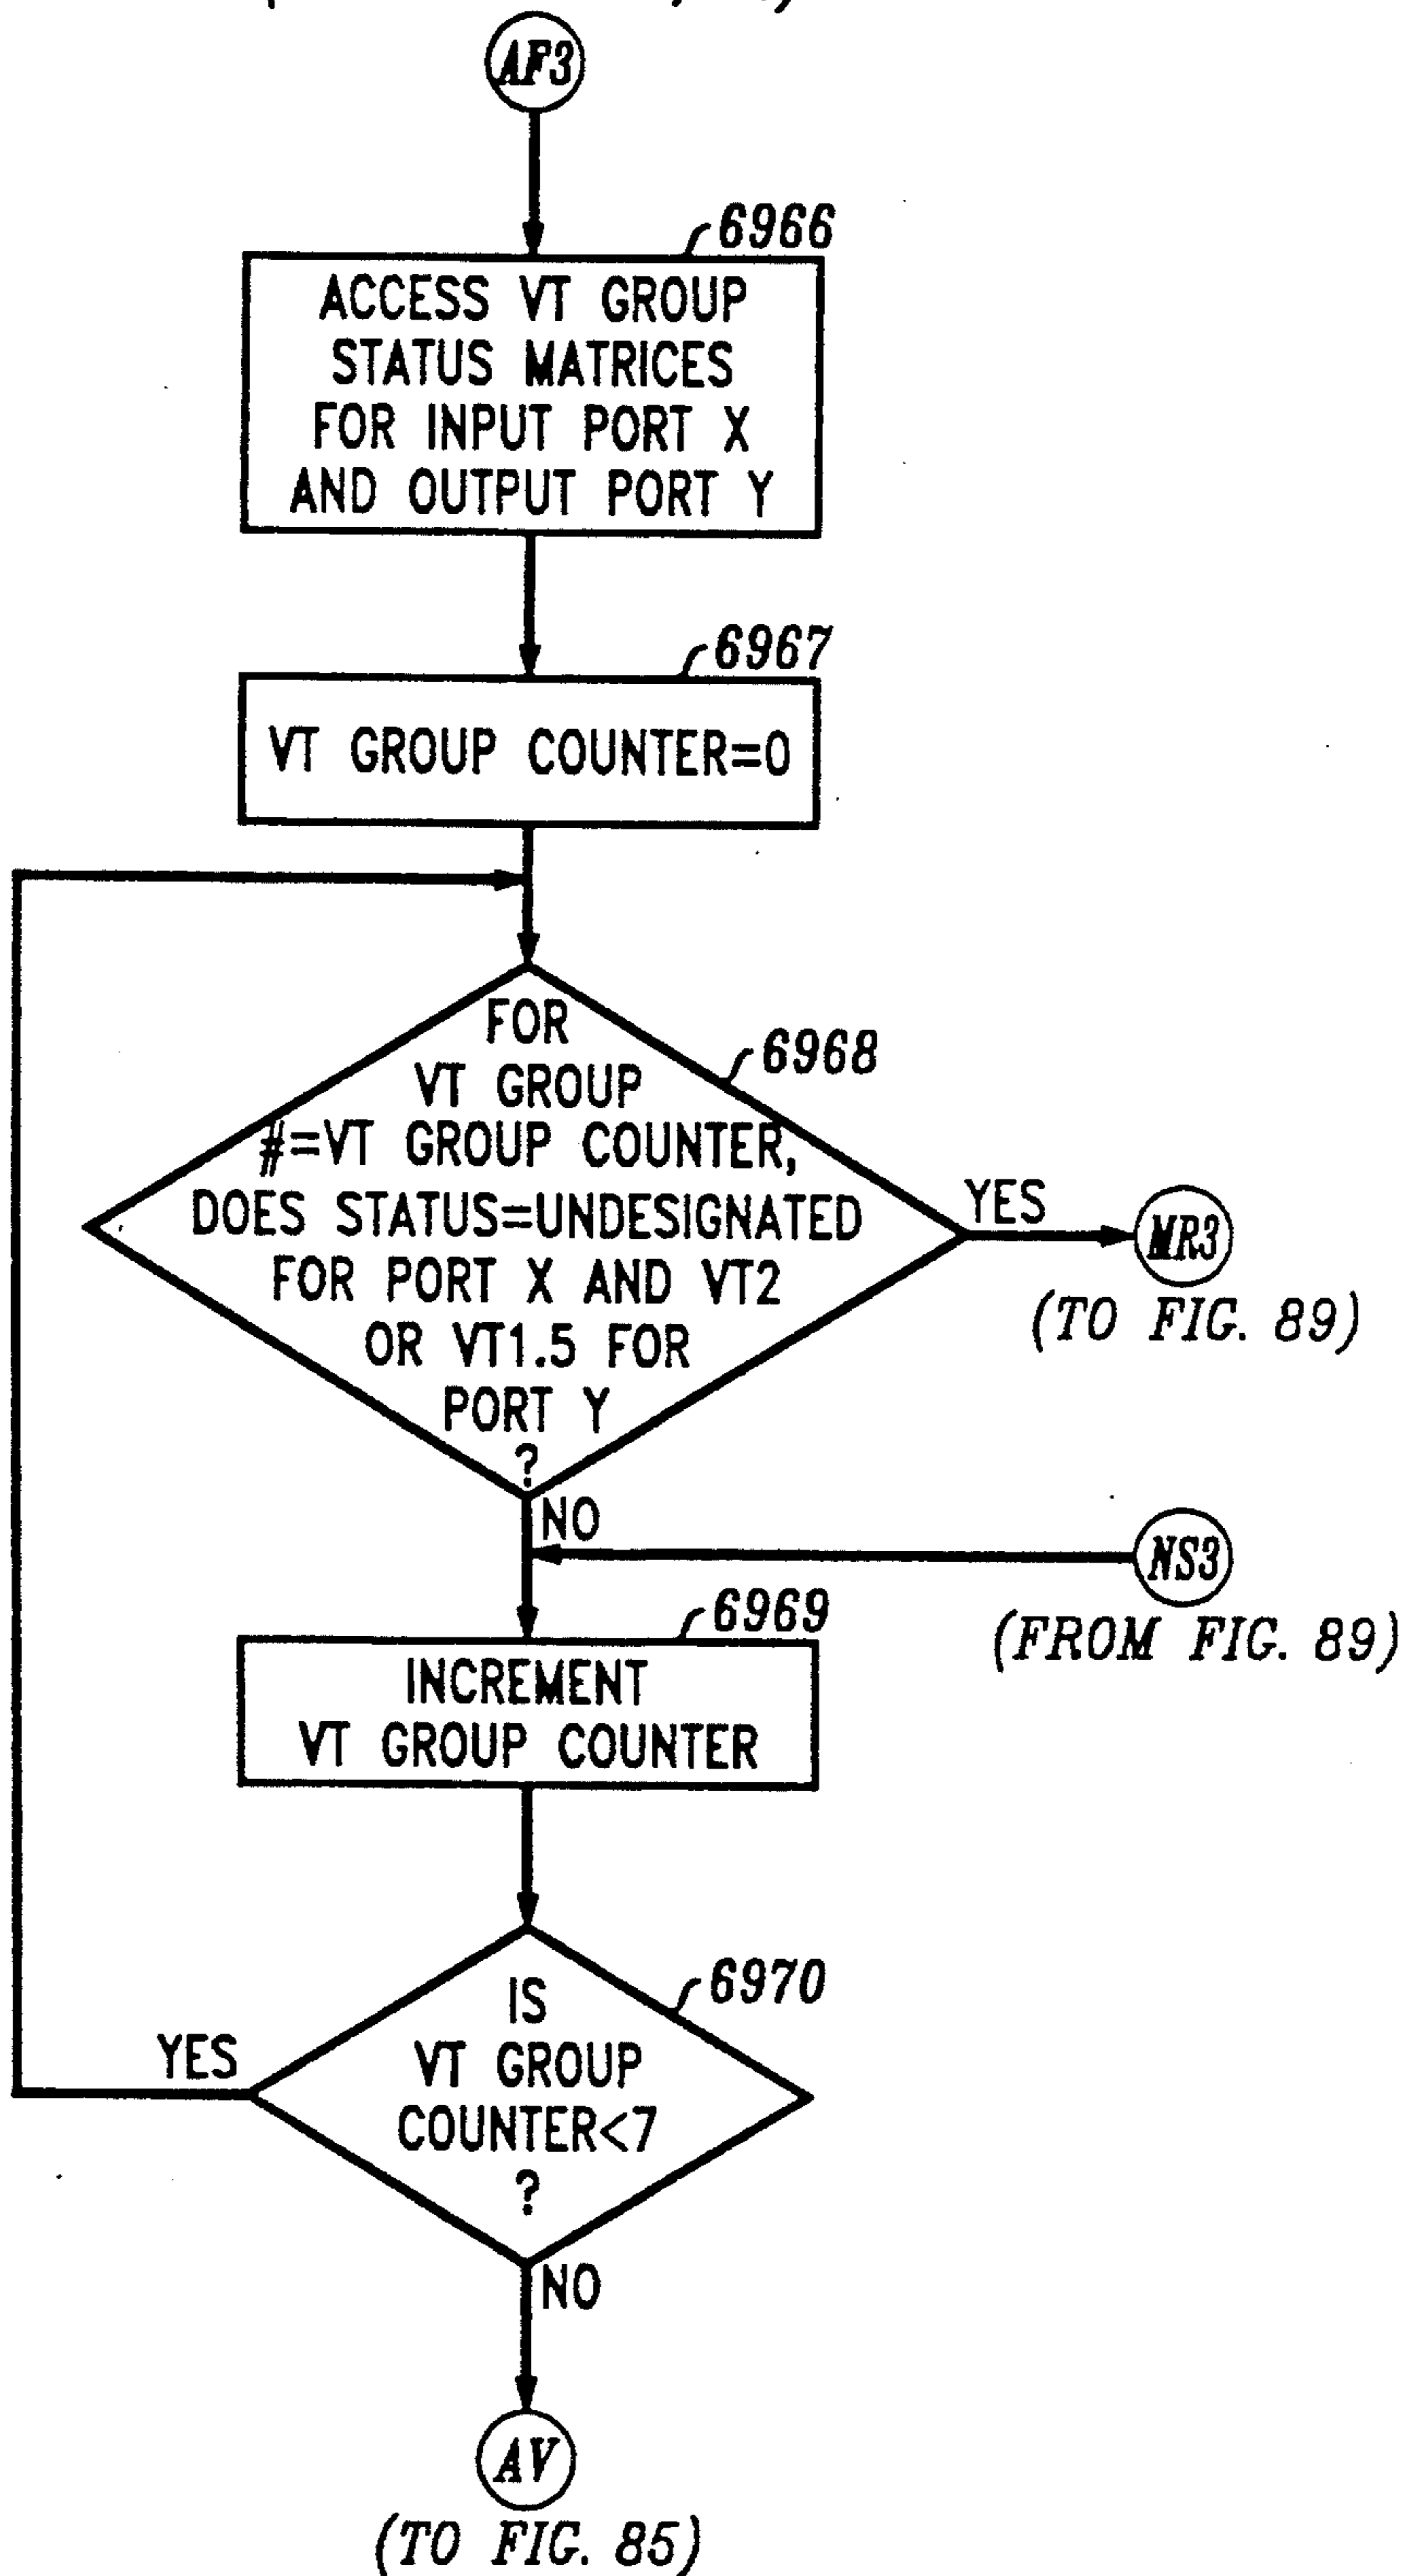 AF3
6966
ACCESS VT GROUP
STATUS MATRICES
FOR INPUT PORT X
AND OUTPUT PORT Y
6967
VT GROUP COUNTER=0
FOR
6968
VT GROUP
#=VT GROUP COUNTER,
DOES STATUS=UNDESIGNATED
FOR PORT X AND VT2
OR VT1.5 FOR
PORT Y
?
YES
MR3
(TO FIG. 89)
NO
NS3
(FROM FIG. 89)
6969
INCREMENT
VT GROUP COUNTER
6970
IS
VT GROUP
COUNTER<7
?
YES
NO
AV
(TO FIG. 85)